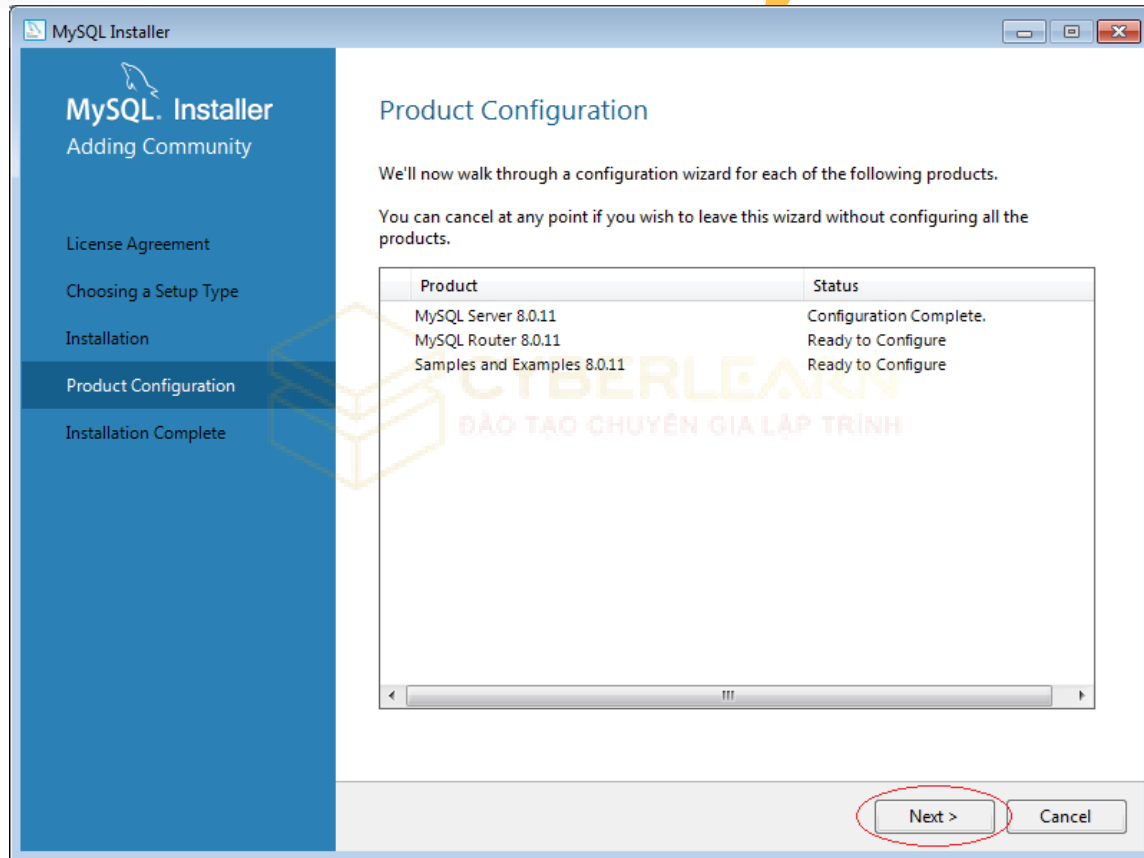 MySQL Installer
MySQL. Installer
Adding Community
License Agreement
Choosing a Setup Type
Installation
Product Configuration
Installation Complete
Product Configuration
We'll now walk through a configuration wizard for each of the following products.
You can cancel at any point if you wish to leave this wizard without configuring all the
products.
Product Status
MySQL Server 8.0.11 Configuration Complete.
MySQL Router 8.0.11 Ready to Configure
Samples and Examples 8.0.11 Ready to Configure
CYBERLEARN
ĐÀO TẠO CHUYÊN GIA LẬP TRÌNH
Next > Cancel